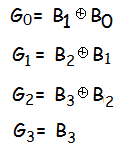 G₀ = B₁ ⊕ B₀
G₁ = B₂ ⊕ B₁
G₂ = B₃ ⊕ B₂
G₃ = B₃